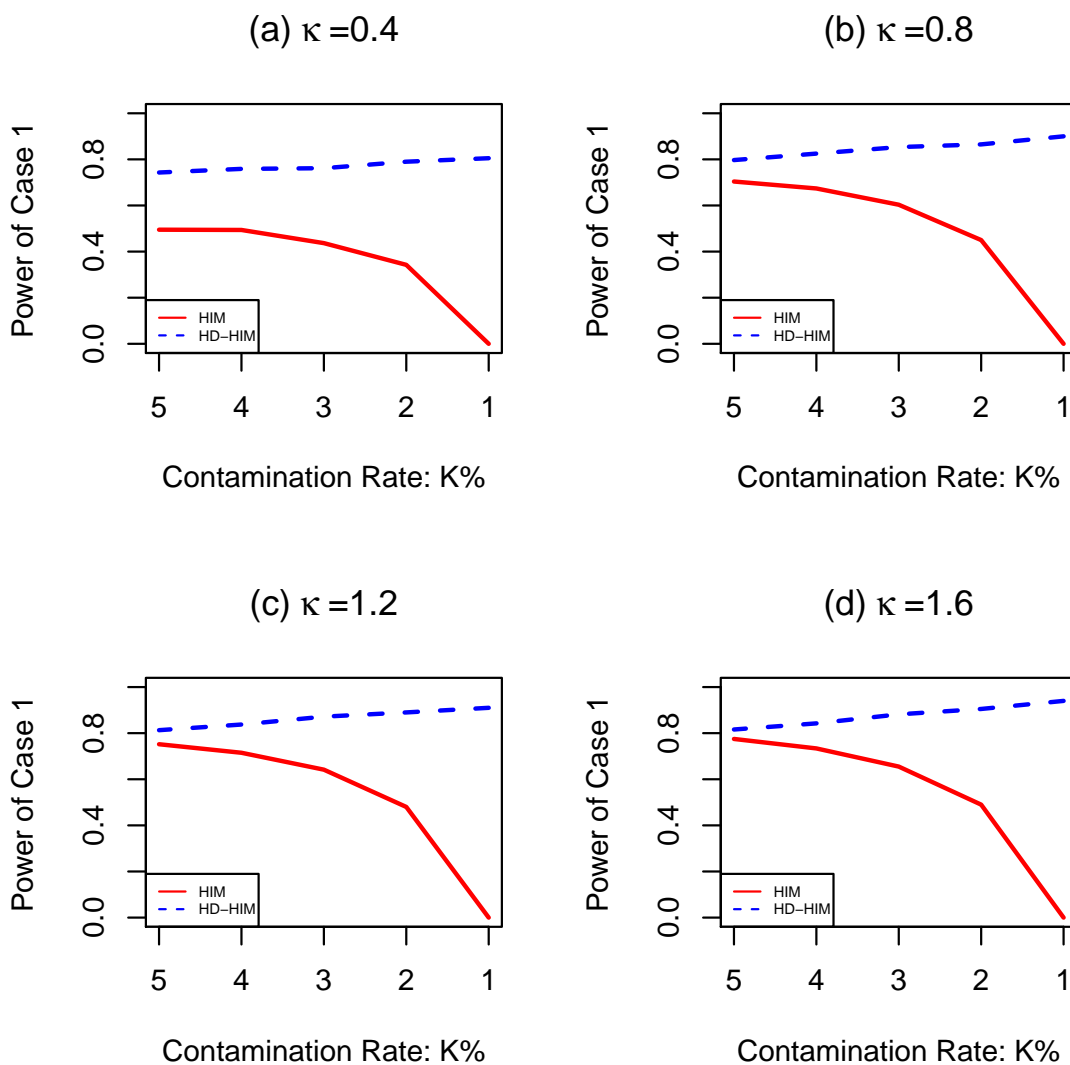 (a) κ =0.4
Power of Case 1
0.0 0.4 0.8
HIM
HD−HIM
5 4 3 2 1
Contamination Rate: K%
(b) κ =0.8
Power of Case 1
0.0 0.4 0.8
HIM
HD−HIM
5 4 3 2 1
Contamination Rate: K%
(c) κ =1.2
Power of Case 1
0.0 0.4 0.8
HIM
HD−HIM
5 4 3 2 1
Contamination Rate: K%
(d) κ =1.6
Power of Case 1
0.0 0.4 0.8
HIM
HD−HIM
5 4 3 2 1
Contamination Rate: K%